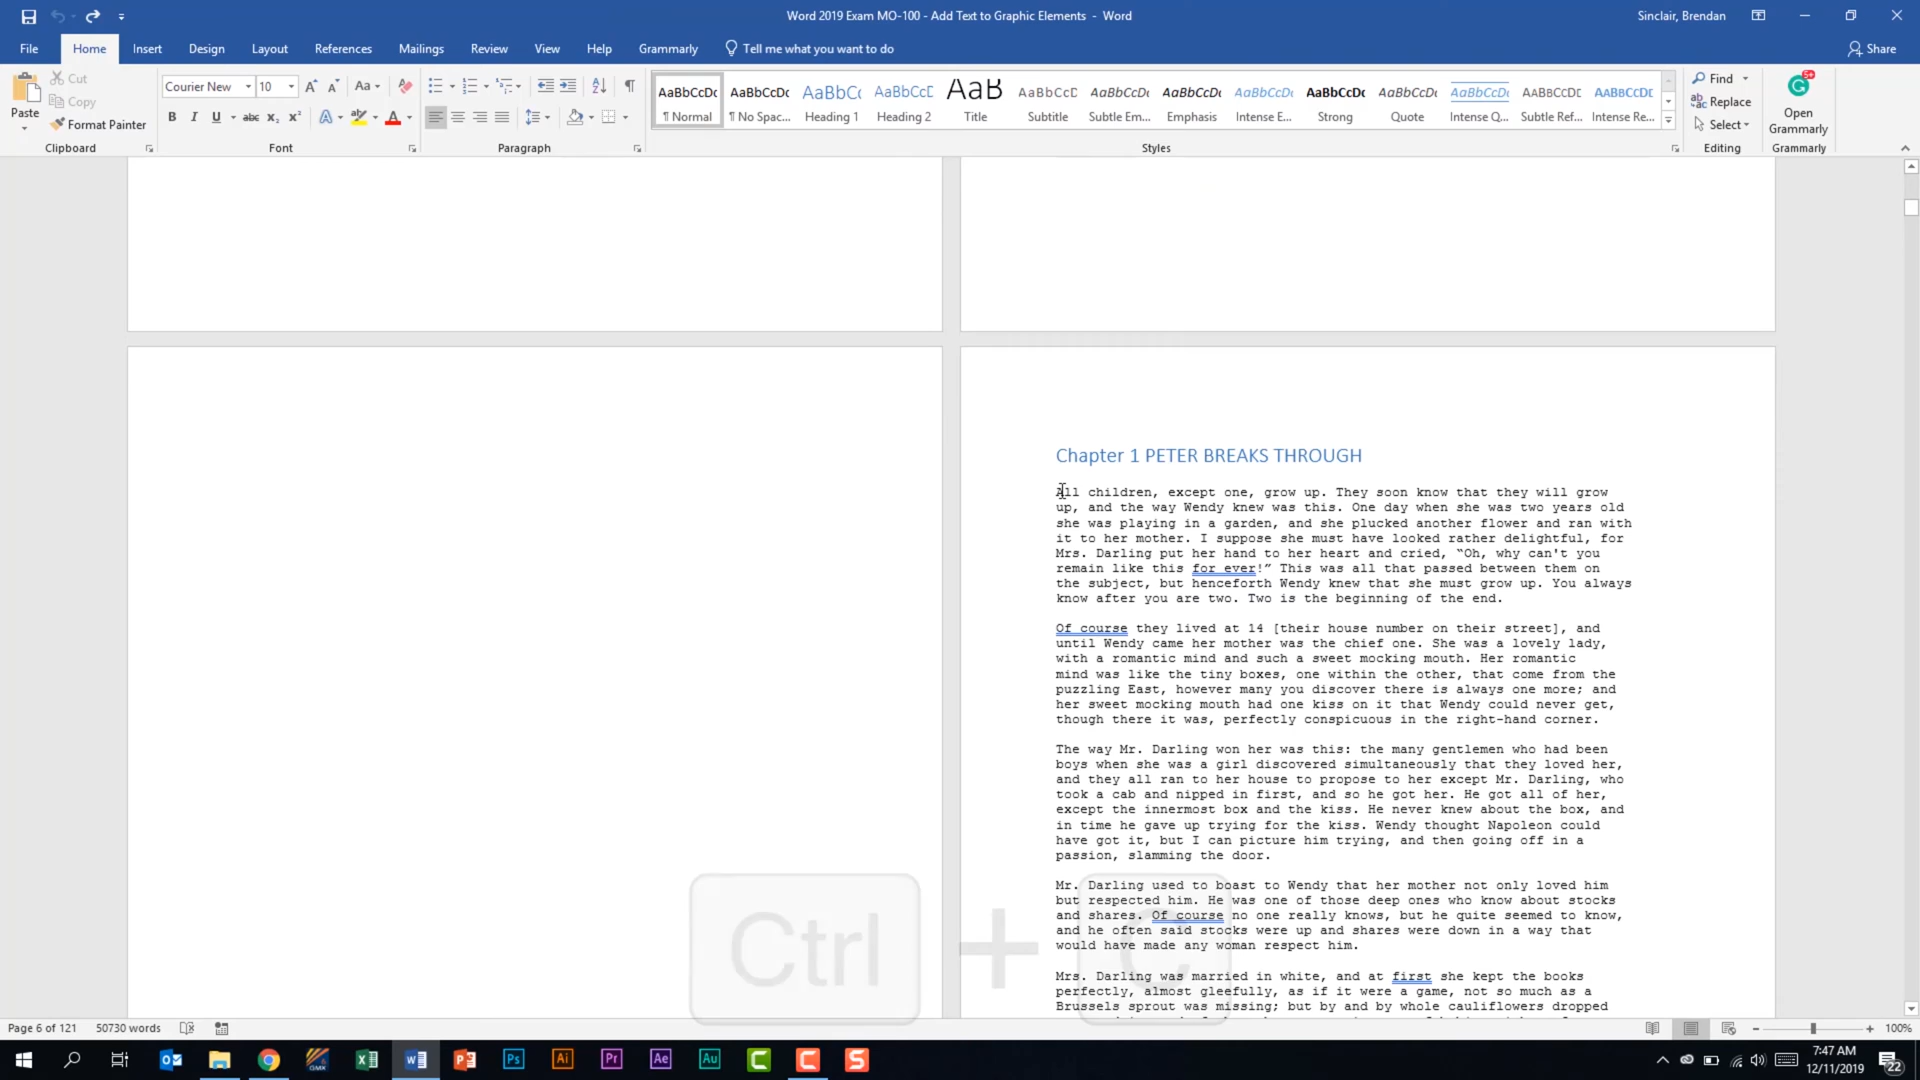 Word 2019 Exam MO-100 - Add Text to Graphic Elements - Word
Sinclair, Brendan
File Home Insert Design Layout References Mailings Review View Help Grammarly Tell me what you want to do Share
Paste
Cut
Copy
Format Painter
Clipboard
Courier New 10 Aa
B I U abc x₂ x² A ab A
Font
Paragraph
AaBbCcDc AaBbCcDc AaBbCc AaBbCcE AaB AaBbCcD AaBbCcDc AaBbCcDc AaBbCcDc AaBbCcDc AaBbCcDc AaBbCcDc AABBCCDC AABBCCDC
¶ Normal ¶ No Spac... Heading 1 Heading 2 Title Subtitle Subtle Em... Emphasis Intense E... Strong Quote Intense Q... Subtle Ref... Intense Re...
Styles
Find
Replace
Select
Editing
Open
Grammarly
Grammarly
Chapter 1 PETER BREAKS THROUGH
All children, except one, grow up. They soon know that they will grow
up, and the way Wendy knew was this. One day when she was two years old
she was playing in a garden, and she plucked another flower and ran with
it to her mother. I suppose she must have looked rather delightful, for
Mrs. Darling put her hand to her heart and cried, “Oh, why can't you
remain like this for ever!” This was all that passed between them on
the subject, but henceforth Wendy knew that she must grow up. You always
know after you are two. Two is the beginning of the end.
Of course they lived at 14 [their house number on their street], and
until Wendy came her mother was the chief one. She was a lovely lady,
with a romantic mind and such a sweet mocking mouth. Her romantic
mind was like the tiny boxes, one within the other, that come from the
puzzling East, however many you discover there is always one more; and
her sweet mocking mouth had one kiss on it that Wendy could never get,
though there it was, perfectly conspicuous in the right-hand corner.
The way Mr. Darling won her was this: the many gentlemen who had been
boys when she was a girl discovered simultaneously that they loved her,
and they all ran to her house to propose to her except Mr. Darling, who
took a cab and nipped in first, and so he got her. He got all of her,
except the innermost box and the kiss. He never knew about the box, and
in time he gave up trying for the kiss. Wendy thought Napoleon could
have got it, but I can picture him trying, and then going off in a
passion, slamming the door.
Mr. Darling used to boast to Wendy that her mother not only loved him
but respected him. He was one of those deep ones who know about stocks
and shares. Of course no one really knows, but he quite seemed to know,
and he often said stocks were up and shares were down in a way that
would have made any woman respect him.
Mrs. Darling was married in white, and at first she kept the books
perfectly, almost gleefully, as if it were a game, not so much as a
Brussels sprout was missing; but by and by whole cauliflowers dropped
Ctrl + C
Page 6 of 121 50730 words 100%
7:47 AM
12/11/2019
22